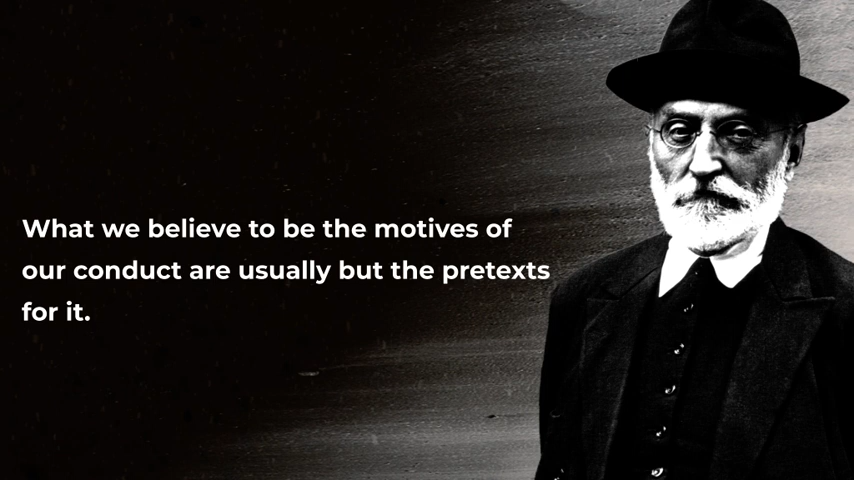 What we believe to be the motives of
our conduct are usually but the pretexts
for it.